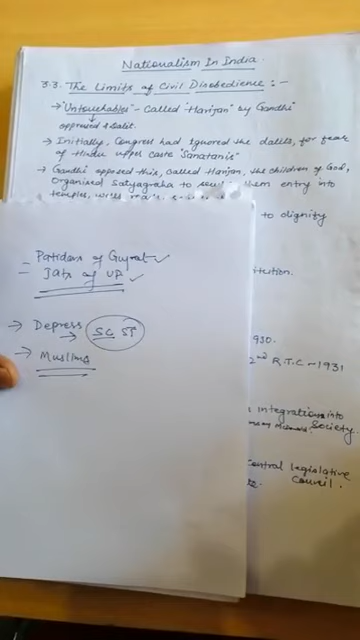 Nationalism In India
3.3. The Limits of Civil Disobedience :-
→ "Untouchables" - called "Harijan" by Gandhi
oppressed & Dalit.
→ Initially, Congress had ignored the dalits, for fear
of Hindu upper caste "Sanatanis"
→ Gandhi opposed this, called Harijan, the children of God,
Organised Satyagraha to them entry into
temples,
to dignity
Patidars of Gujrat ✓
= Jats of UP ✓
→ Depress
→ SC ST
→ Muslims
930.
2nd R.T.C - 1931
integration into
Society
Central legislative
Council.